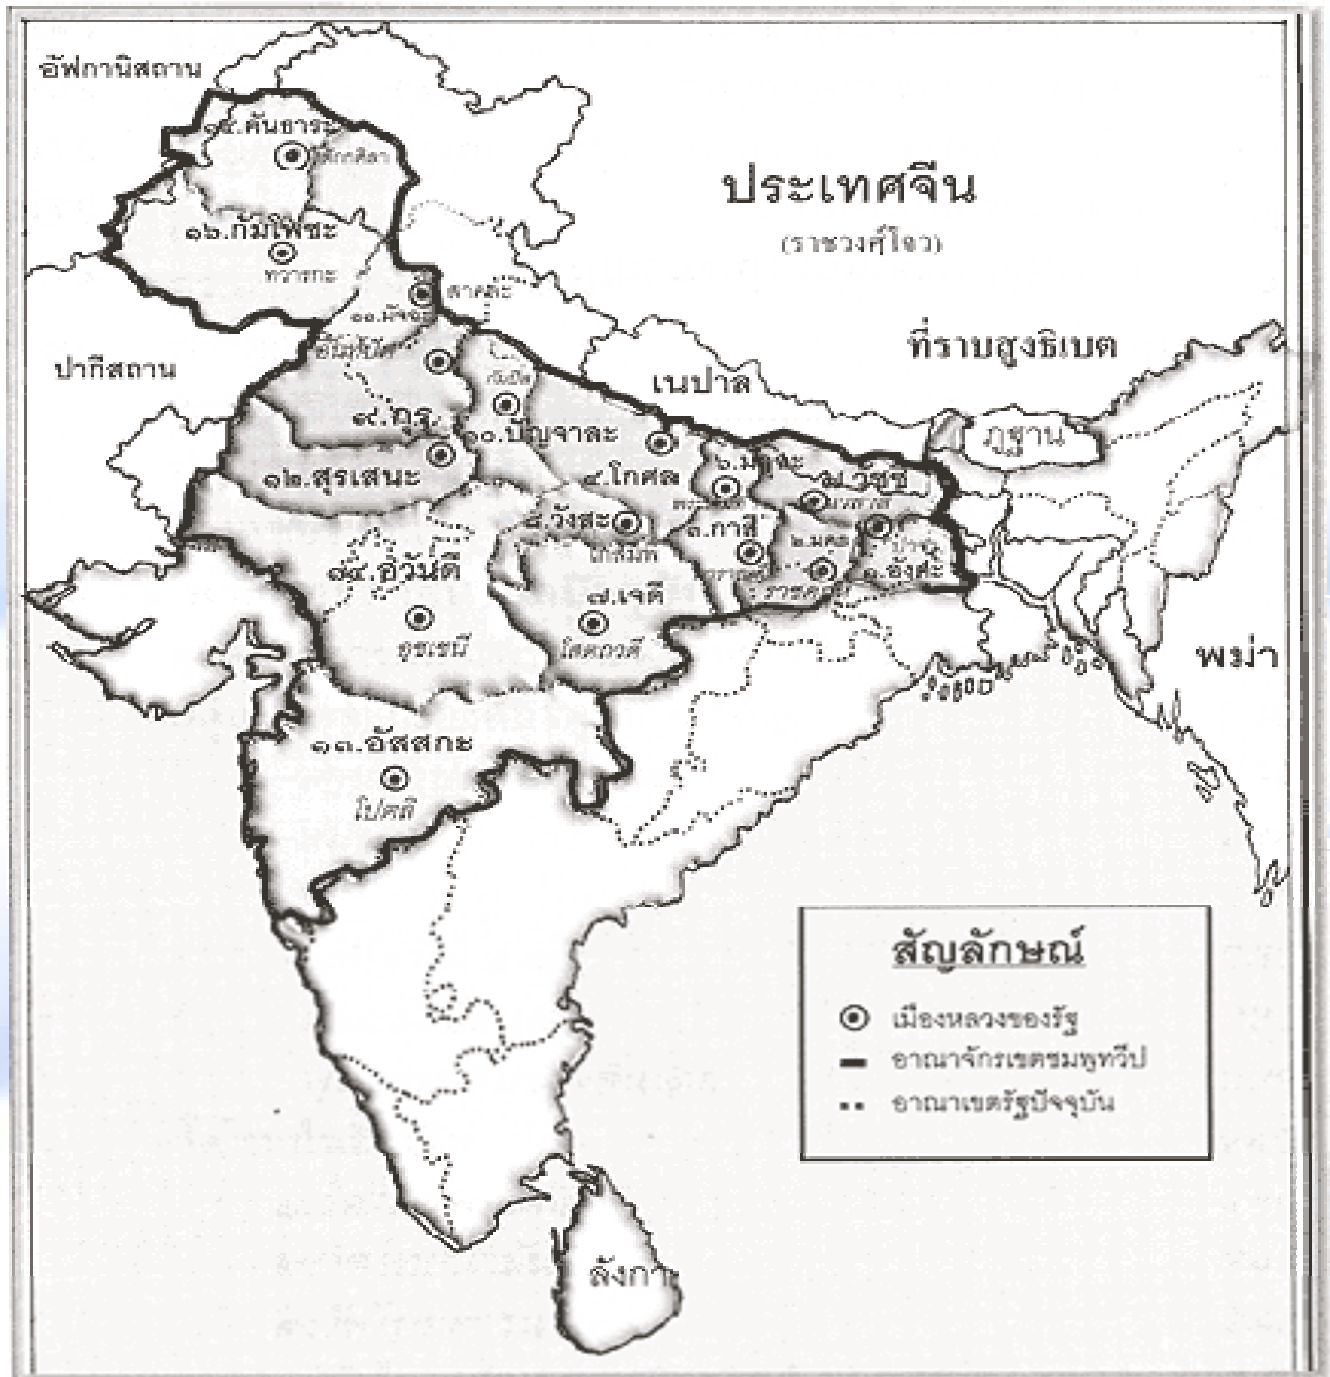 อัฟกานิสถาน
๑๕.คันธาระ
ตักกศิลา
ประเทศจีน
(ราชวงศ์โจว)
๑๖.กัมโพชะ
ทวารกะ
สาคละ
๑๑.มัจฉะ
ที่ราบสูงธิเบต
ปากีสถาน
เนปาล
๙.กุรุ
๑๐.ปัญจาละ
ภูฐาน
๑๒.สุรเสนะ
๔.โกศล
วัชชี
๘.วังสะ
๓.กาสี
๒.มคธ
๑.อังคะ
๑๔.อวันตี
๗.เจตี
อุชเชนี
โสตถวดี
พม่า
๑๓.อัสสกะ
โปตลิ
สัญลักษณ์
เมืองหลวงของรัฐ
อาณาจักรเขตชมพูทวีป
อาณาเขตรัฐปัจจุบัน
ลังกา